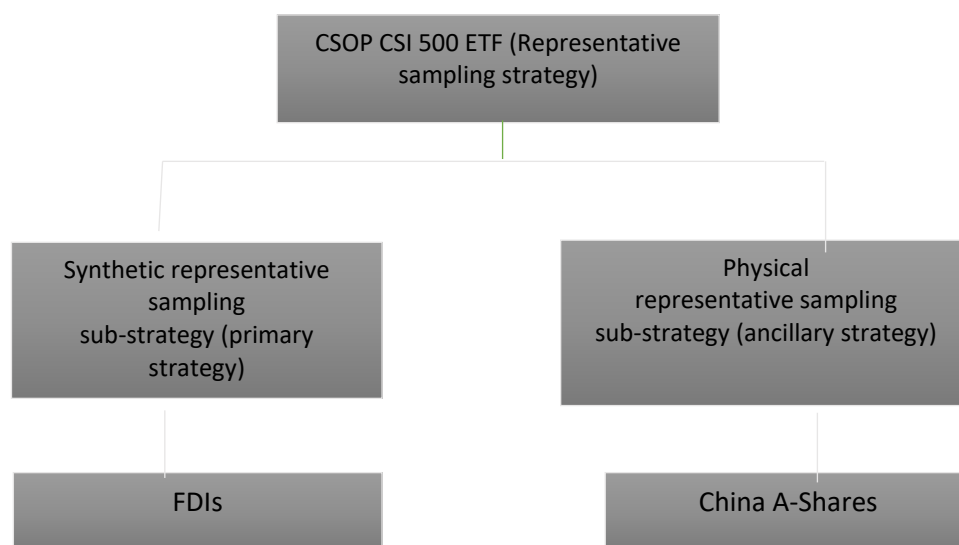 CSOP CSI 500 ETF (Representative
sampling strategy)
Synthetic representative
sampling
sub-strategy (primary
strategy)
Physical
representative sampling
sub-strategy (ancillary strategy)
FDIs
China A-Shares